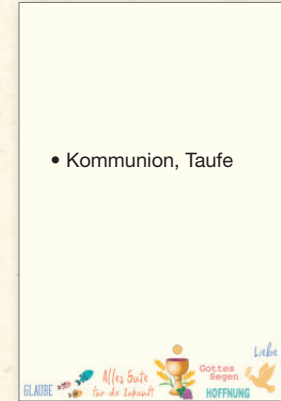 • Kommunion, Taufe
GLAUBE
Alles Gute
für die Zukunft
Gottes
Segen
HOFFNUNG
Liebe